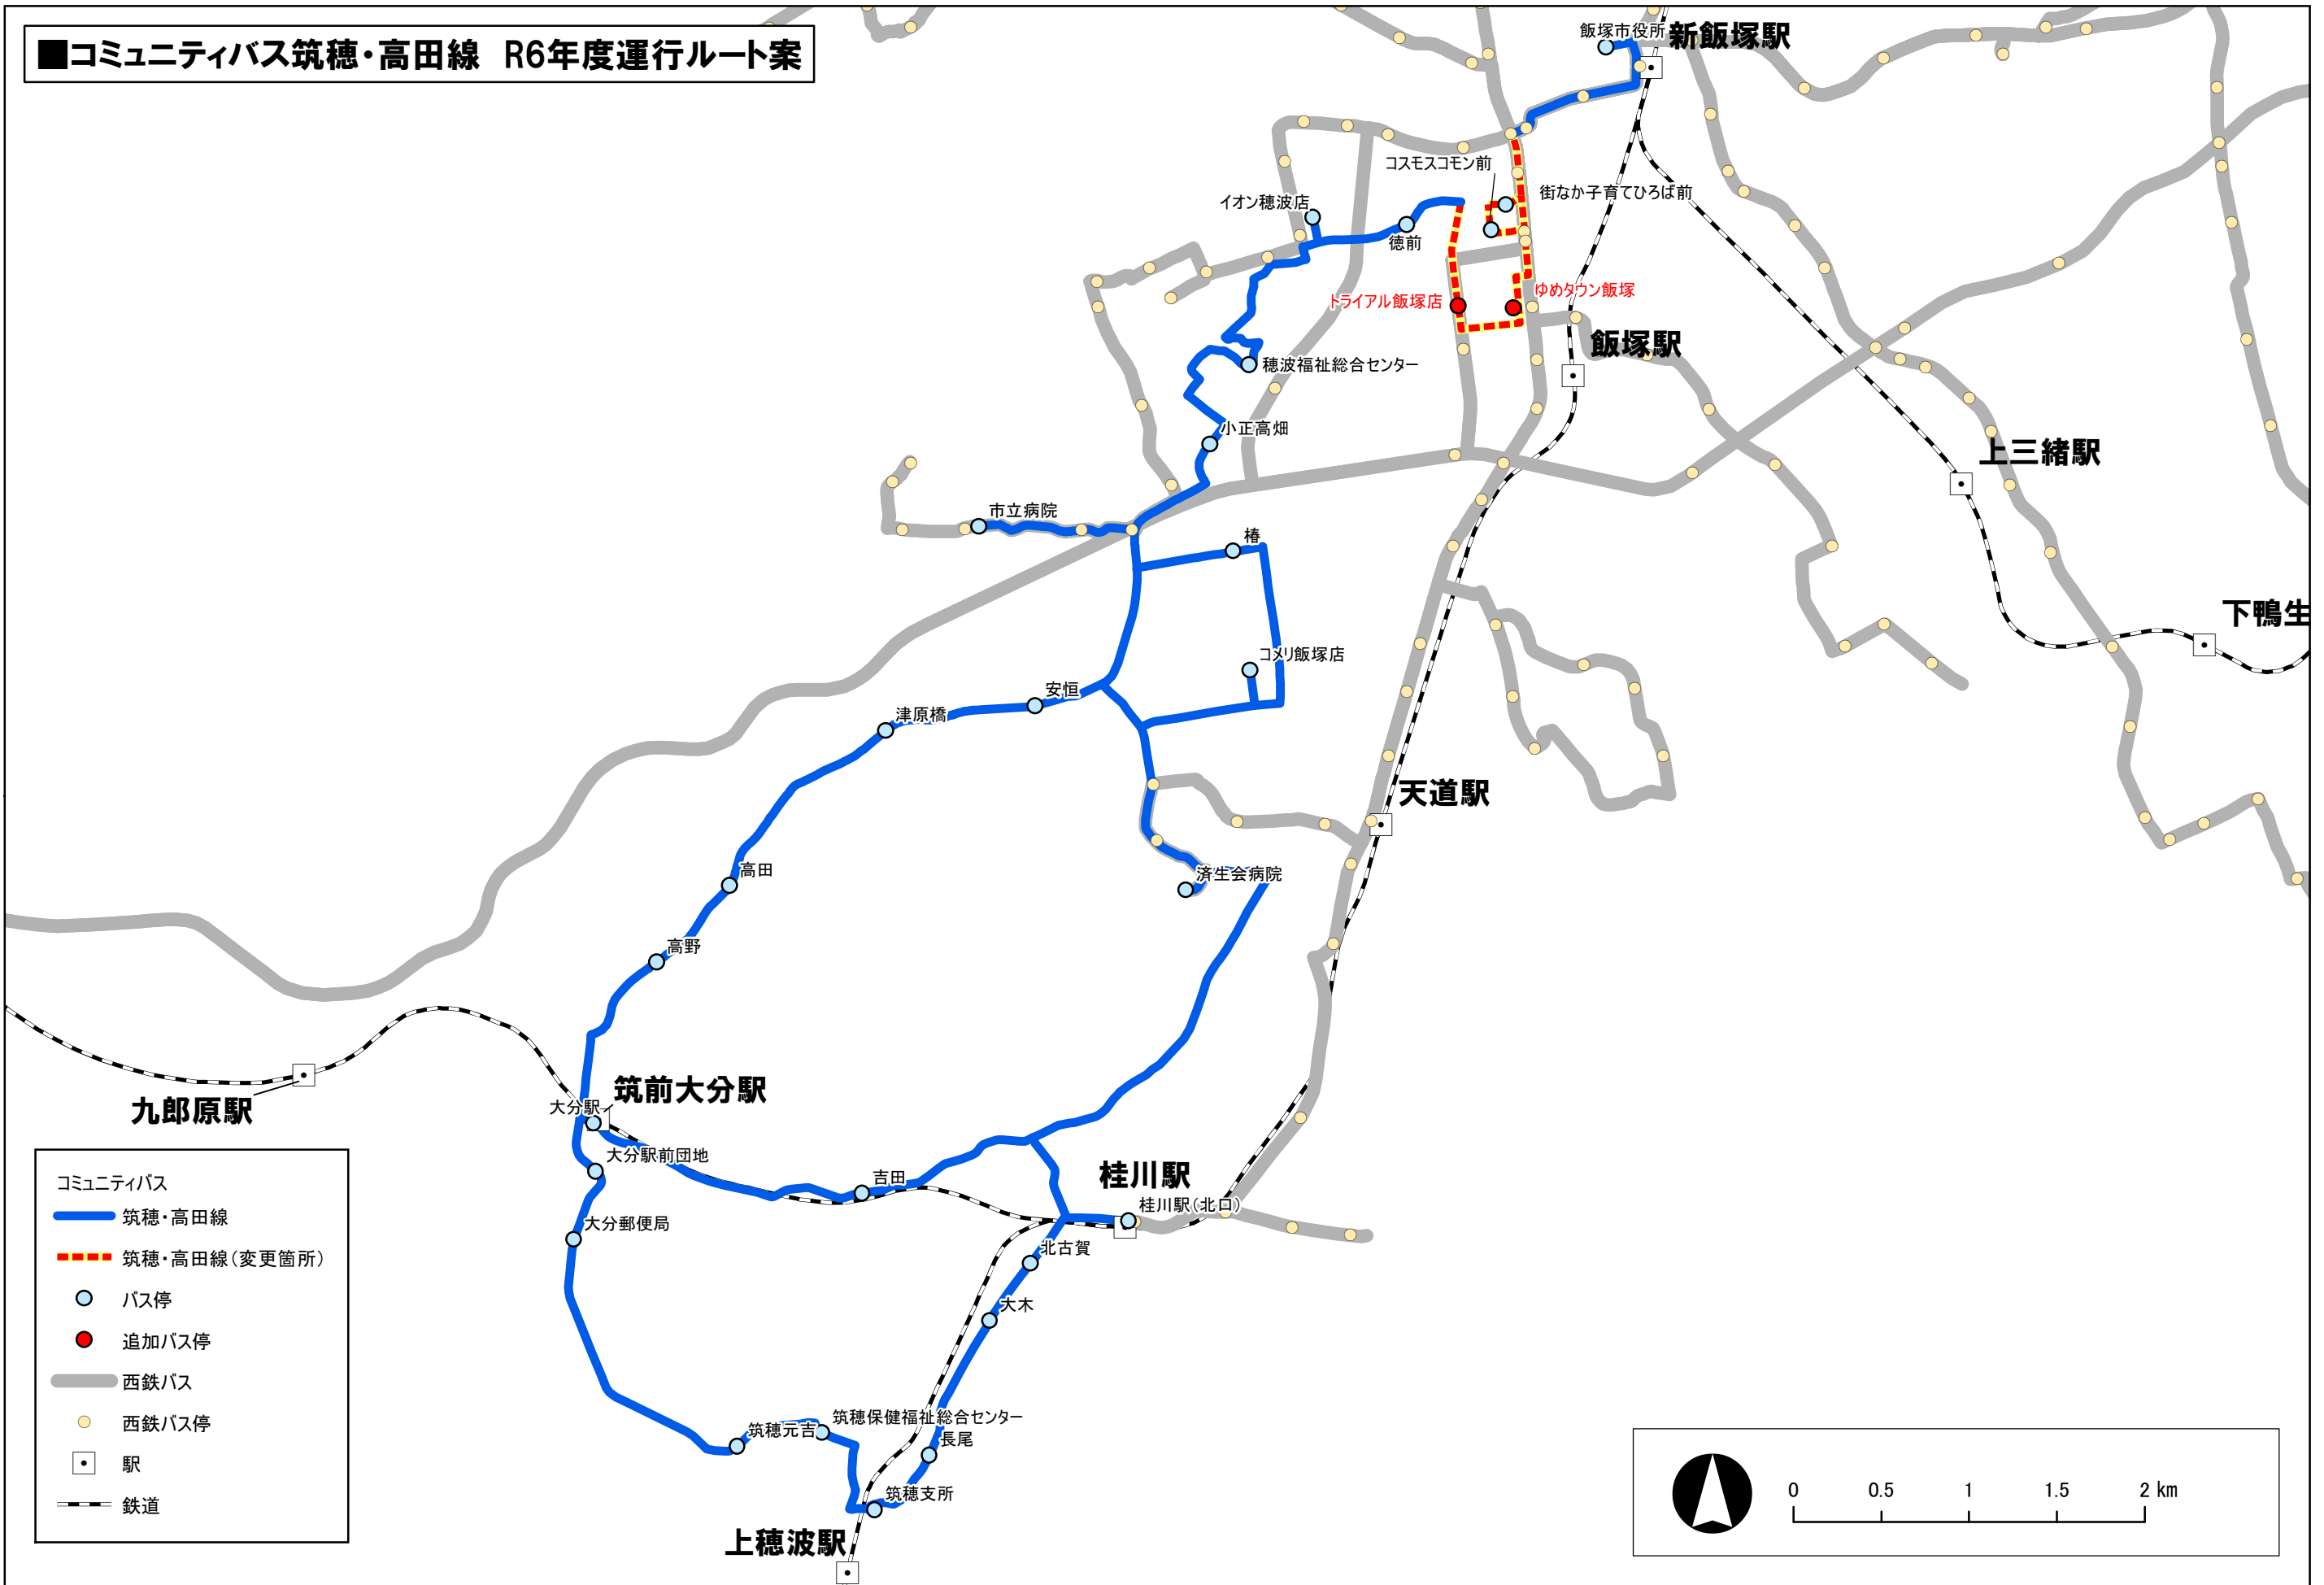 ■コミュニティバス筑穂・高田線 R6年度運行ルート案
飯塚市役所
新飯塚駅
コスモスコモン前
街なか子育てひろば前
イオン穂波店
徳前
トライアル飯塚店
ゆめタウン飯塚
飯塚駅
穂波福祉総合センター
小正高畑
上三緒駅
市立病院
椿
下鴨生
コメリ飯塚店
安恒
津原橋
天道駅
高田
済生会病院
高野
筑前大分駅
九郎原駅
大分駅
大分駅前団地
吉田
桂川駅
桂川駅(北口)
大分郵便局
北古賀
大木
筑穂保健福祉総合センター
筑穂元吉
長尾
筑穂支所
上穂波駅
コミュニティバス
筑穂・高田線
筑穂・高田線(変更箇所)
バス停
追加バス停
西鉄バス
西鉄バス停
駅
鉄道
0 0.5 1 1.5 2 km